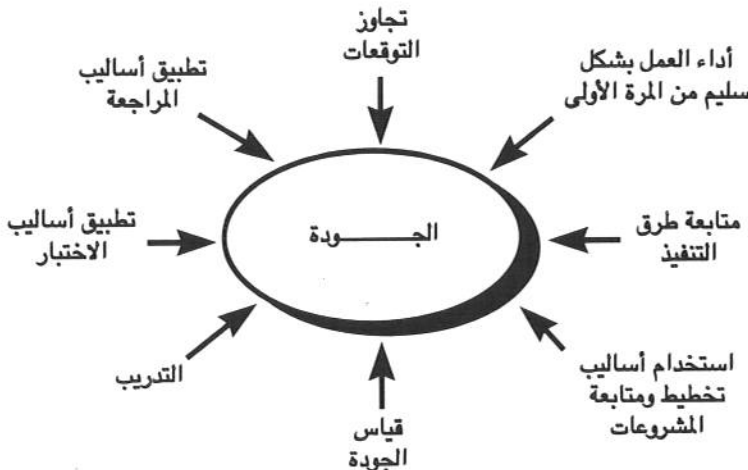 تجاوز
التوقعات
أداء العمل بشكل
سليم من المرة الأولى
تطبيق أساليب
المراجعة
متابعة طرق
التنفيذ
الجــــــودة
تطبيق أساليب
الاختبار
استخدام أساليب
تخطيط ومتابعة
المشروعات
التدريب
قياس
الجودة